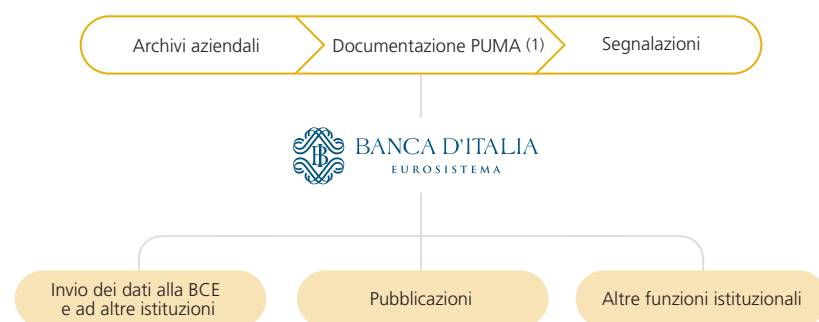 Archivi aziendali
Documentazione PUMA (1)
Segnalazioni
BANCA D'ITALIA
EUROSISTEMA
Invio dei dati alla BCE
e ad altre istituzioni
Pubblicazioni
Altre funzioni istituzionali